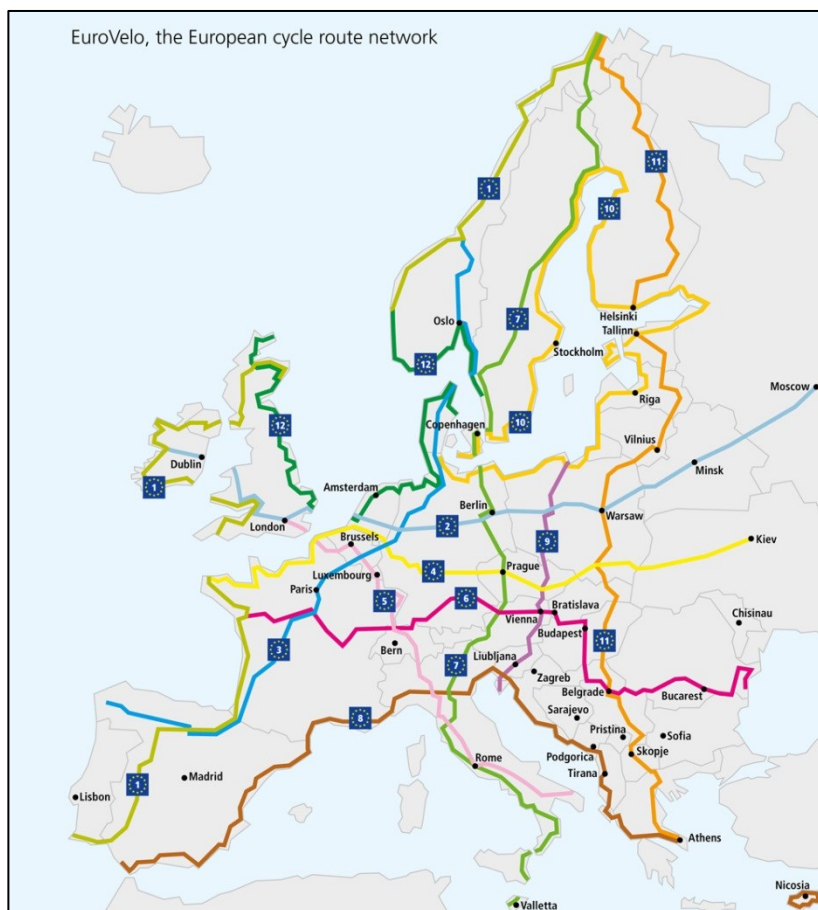 EuroVelo, the European cycle route network
11
1
10
Oslo
7
Helsinki
Tallinn
12
Stockholm
Moscow
Riga
12
10
Copenhagen
Vilnius
Dublin
Minsk
1
Amsterdam
Berlin
Warsaw
London
2
Brussels
9
Kiev
Luxembourg
4
Prague
Paris
5
6
Vienna
Bratislava
Chisinau
Budapest
3
Bern
7
Ljubljana
11
Zagreb
Belgrade
Bucarest
8
Sarajevo
Pristina
Sofia
Rome
Podgorica
Skopje
1
Madrid
Tirana
Lisbon
Athens
Nicosia
Valletta